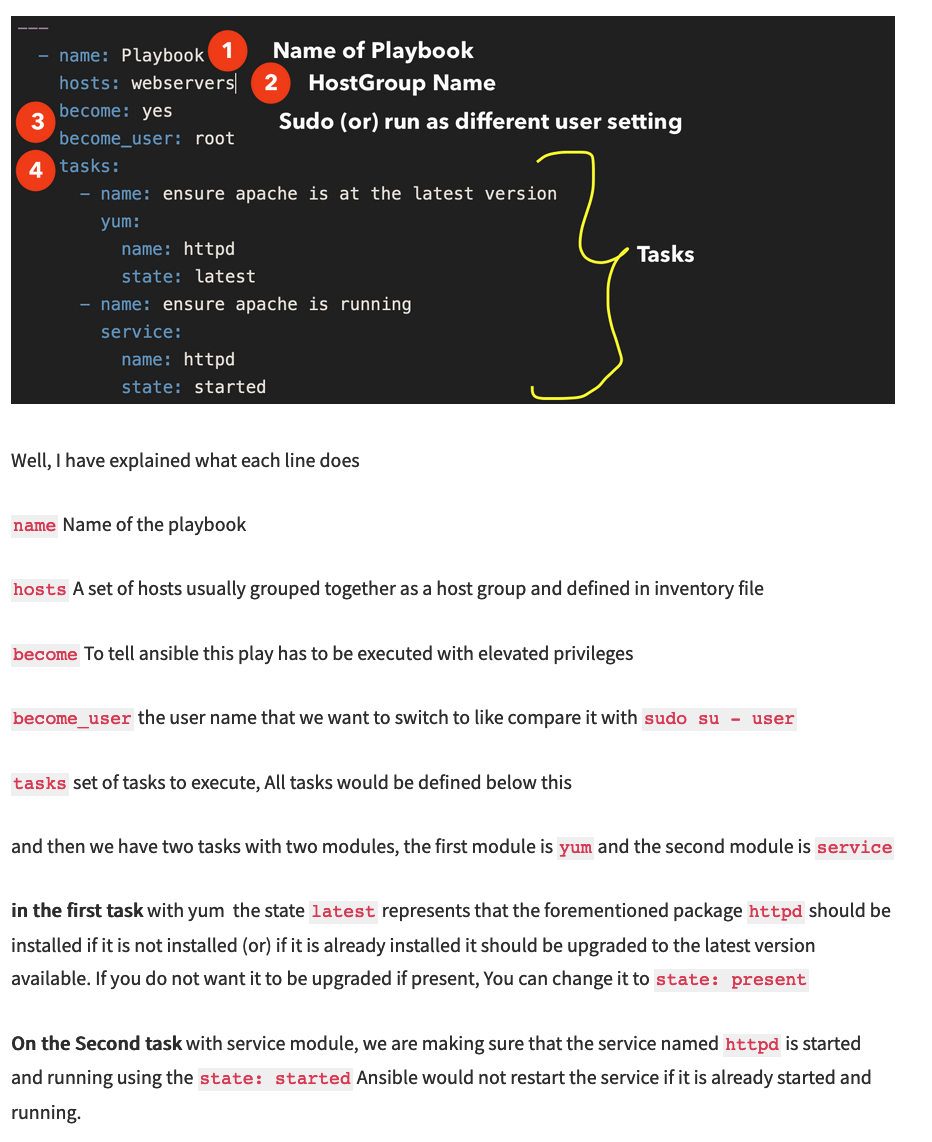 ---
- name: Playbook 1 Name of Playbook
hosts: webservers 2 HostGroup Name
3 become: yes
become_user: root
Sudo (or) run as different user setting
4 tasks:
- name: ensure apache is at the latest version
yum:
name: httpd
state: latest
- name: ensure apache is running
service:
name: httpd
state: started
Tasks
Well, I have explained what each line does
name Name of the playbook
hosts A set of hosts usually grouped together as a host group and defined in inventory file
become To tell ansible this play has to be executed with elevated privileges
become_user the user name that we want to switch to like compare it with sudo su - user
tasks set of tasks to execute, All tasks would be defined below this
and then we have two tasks with two modules, the first module is yum and the second module is service
in the first task with yum the state latest represents that the forementioned package httpd should be
installed if it is not installed (or) if it is already installed it should be upgraded to the latest version
available. If you do not want it to be upgraded if present, You can change it to state: present
On the Second task with service module, we are making sure that the service named httpd is started
and running using the state: started Ansible would not restart the service if it is already started and
running.